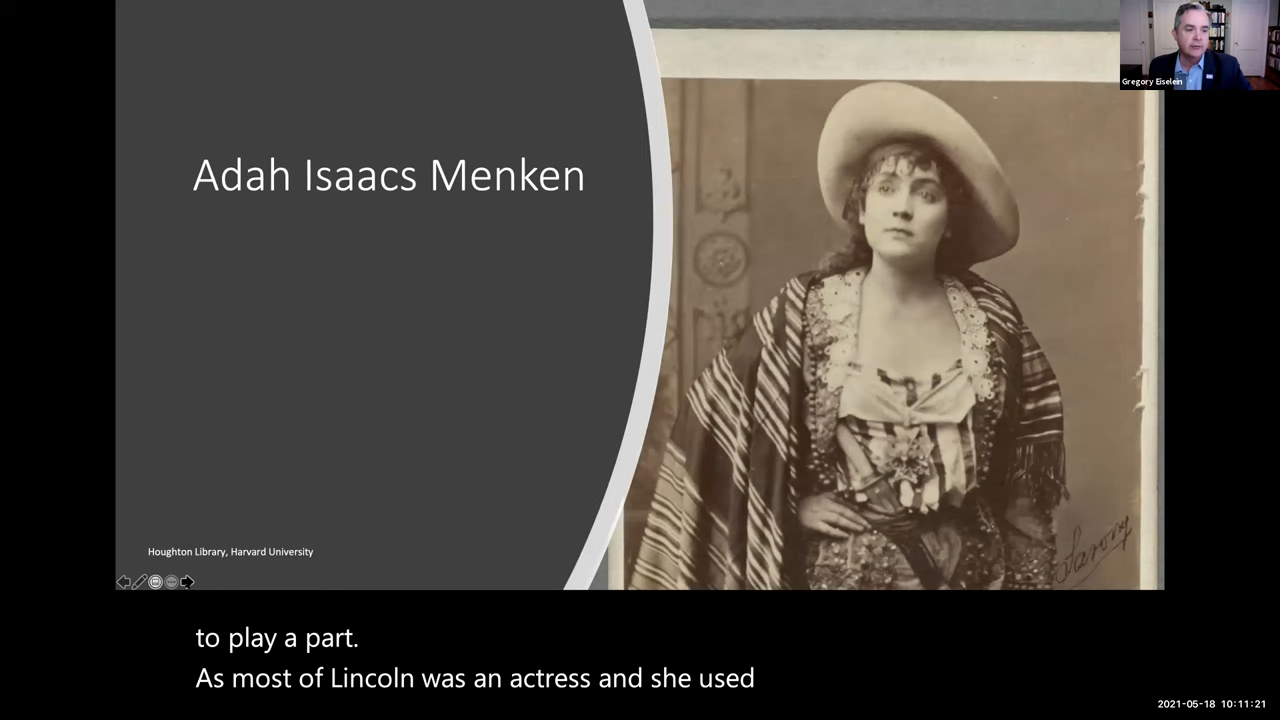 Gregory Eiselein
Adah Isaacs Menken
Sarony
Houghton Library, Harvard University
to play a part.
As most of Lincoln was an actress and she used
2021-05-18 10:11:21